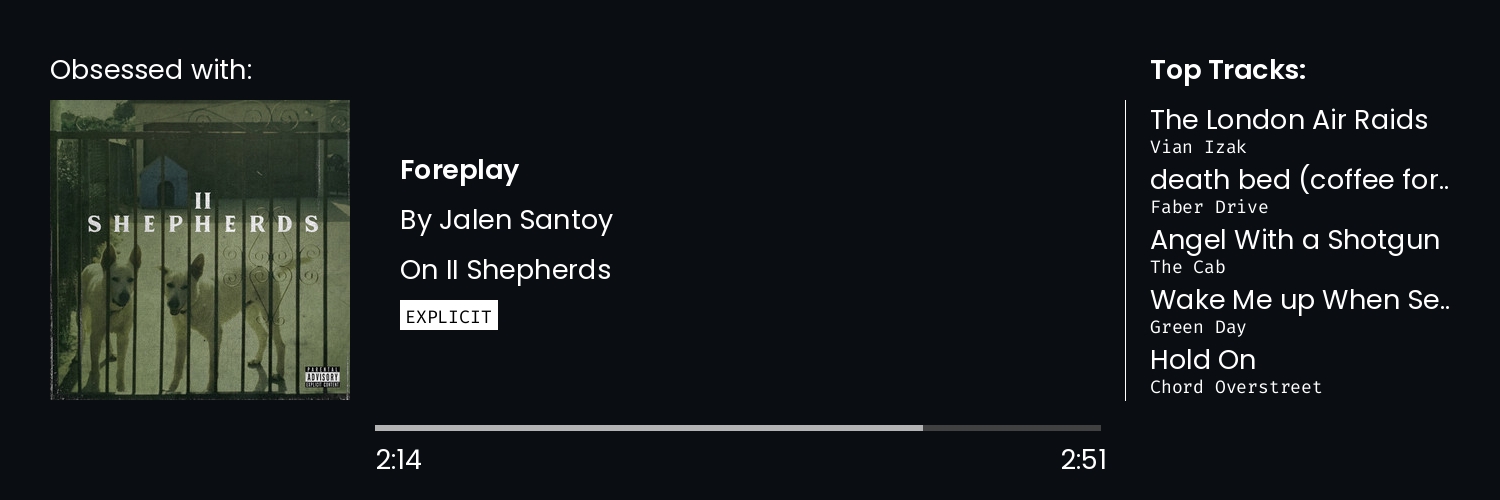 Obsessed with:
II
SHEPHERDS
PARENTAL
ADVISORY
EXPLICIT CONTENT
Foreplay
By Jalen Santoy
On II Shepherds
EXPLICIT
2:14
2:51
Top Tracks:
The London Air Raids
Vian Izak
death bed (coffee for..
Faber Drive
Angel With a Shotgun
The Cab
Wake Me up When Se..
Green Day
Hold On
Chord Overstreet